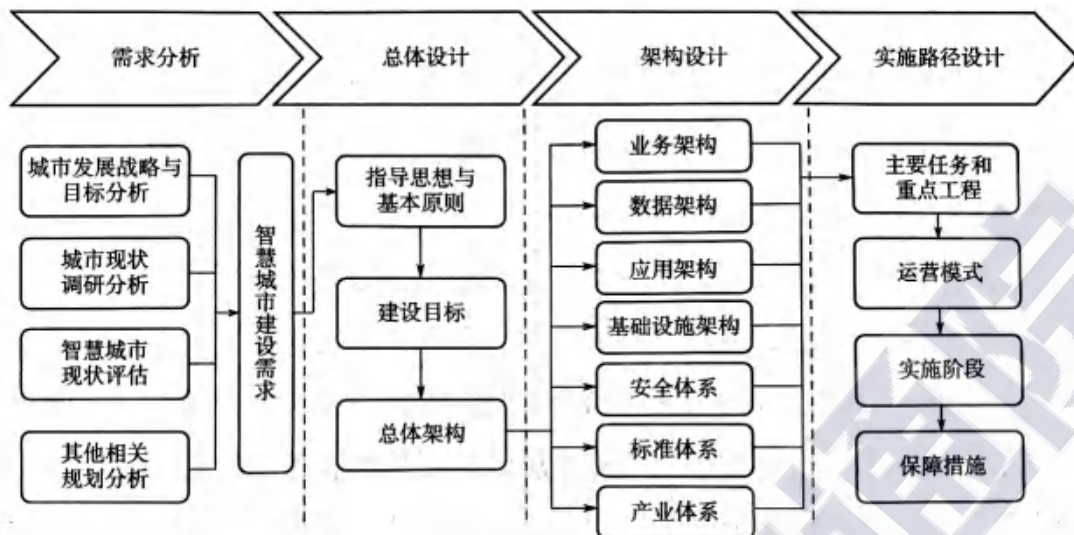 需求分析
总体设计
架构设计
实施路径设计
城市发展战略与
目标分析
城市现状
调研分析
智慧城市
现状评估
其他相关
规划分析
智慧城市建设需求
指导思想与
基本原则
建设目标
总体架构
业务架构
数据架构
应用架构
基础设施架构
安全体系
标准体系
产业体系
主要任务和
重点工程
运营模式
实施阶段
保障措施